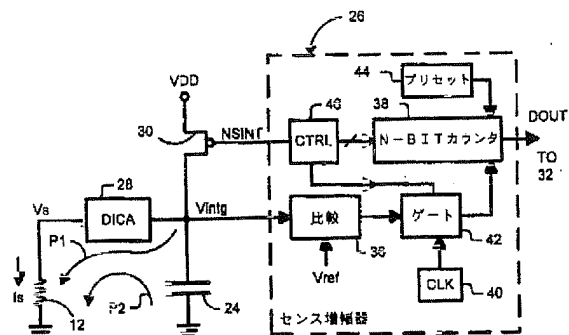 26
44
プリセット
VDD
40
38
DOUT
30
NSINT
CTRL
N-BITカウンタ
TO
32
28
Vs
DICA
Vintg
比較
ゲート
P1
36
42
Is
Vref
P2
12
24
CLK
40
センス増幅器